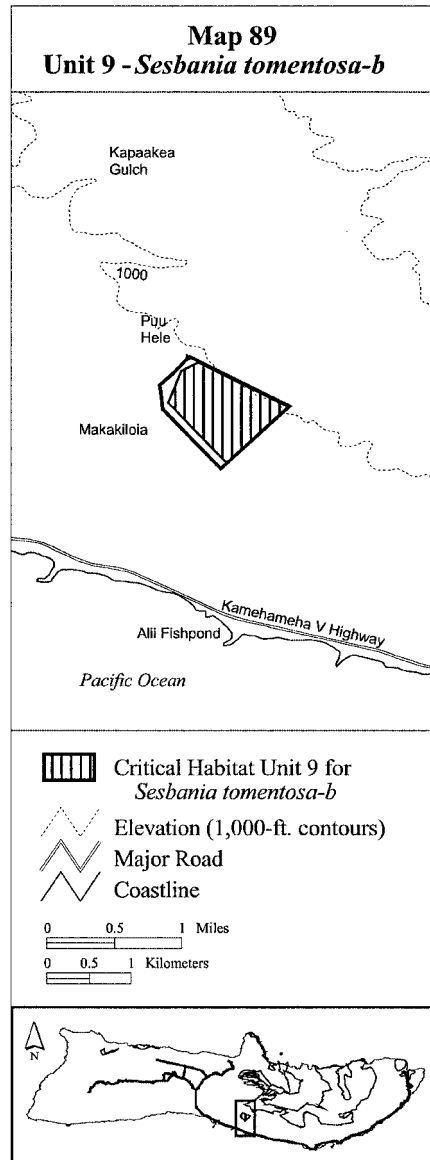 Map 89
Unit 9 - Sesbania tomentosa-b
Kapaakea
Gulch
1000
Puu
Hele
Makakiloia
Kamehameha V Highway
Alii Fishpond
Pacific Ocean
Critical Habitat Unit 9 for
Sesbania tomentosa-b
Elevation (1,000-ft. contours)
Major Road
Coastline
0 0.5 1 Miles
0 0.5 1 Kilometers
N